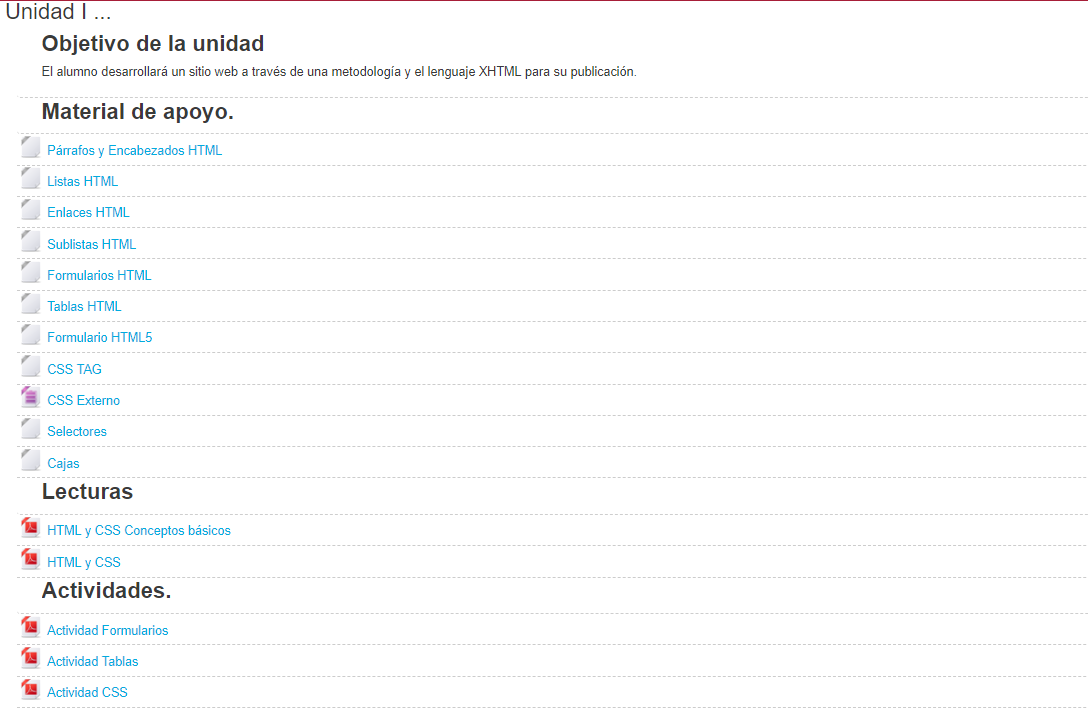 Unidad I ...
Objetivo de la unidad
El alumno desarrollará un sitio web a través de una metodología y el lenguaje XHTML para su publicación.
Material de apoyo.
Párrafos y Encabezados HTML
Listas HTML
Enlaces HTML
Sublistas HTML
Formularios HTML
Tablas HTML
Formulario HTML5
CSS TAG
CSS Externo
Selectores
Cajas
Lecturas
HTML y CSS Conceptos básicos
HTML y CSS
Actividades.
Actividad Formularios
Actividad Tablas
Actividad CSS